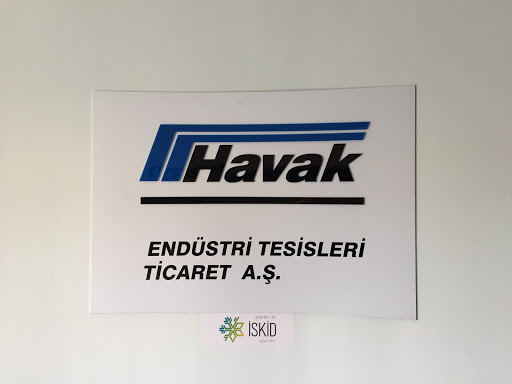 Havak
ENDÜSTRİ TESİSLERİ
TİCARET A.Ş.
İSKİD